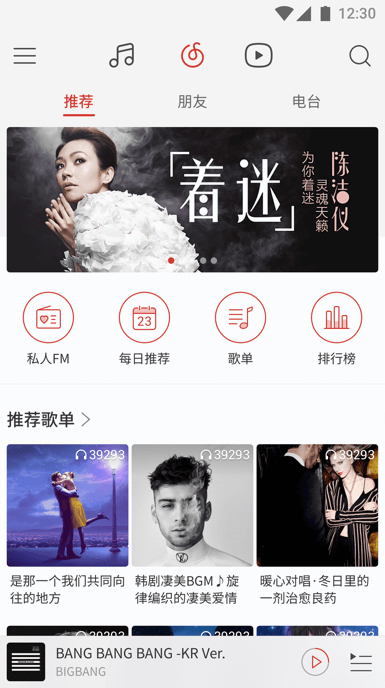 12:30
推荐
朋友
电台
「着迷」
为你着迷
灵魂天籁
陈洁仪
23
私人FM
每日推荐
歌单
排行榜
推荐歌单
39293
39293
39293
是那一个我们共同向
往的地方
韩剧凄美BGM♪旋
律编织的凄美爱情
暖心对唱·冬日里的
一剂治愈良药
39293
39293
39293
BANG BANG BANG -KR Ver.
BIGBANG